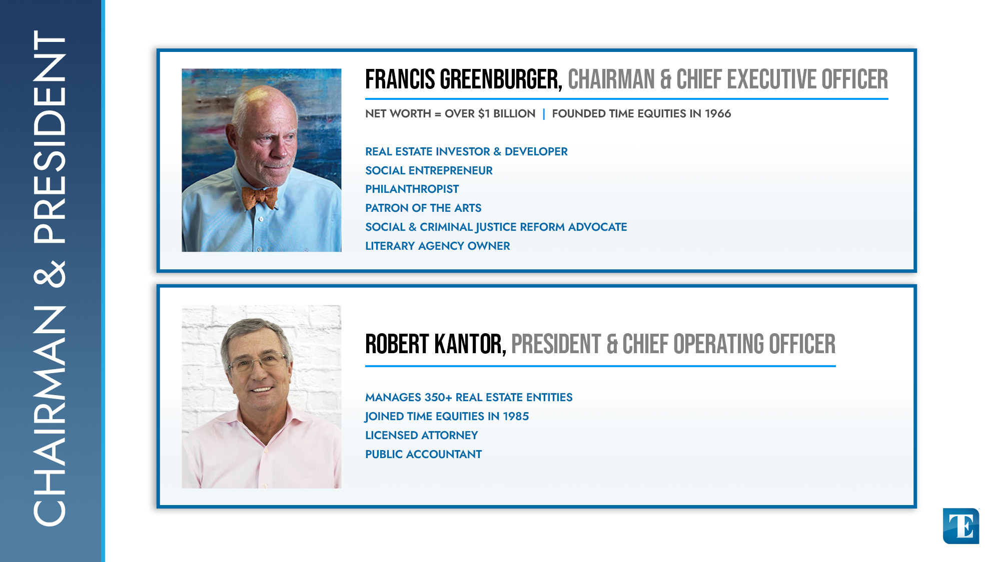 CHAIRMAN & PRESIDENT
FRANCIS GREENBURGER, CHAIRMAN & CHIEF EXECUTIVE OFFICER
NET WORTH = OVER $1 BILLION | FOUNDED TIME EQUITIES IN 1966
REAL ESTATE INVESTOR & DEVELOPER
SOCIAL ENTREPRENEUR
PHILANTHROPIST
PATRON OF THE ARTS
SOCIAL & CRIMINAL JUSTICE REFORM ADVOCATE
LITERARY AGENCY OWNER
ROBERT KANTOR, PRESIDENT & CHIEF OPERATING OFFICER
MANAGES 350+ REAL ESTATE ENTITIES
JOINED TIME EQUITIES IN 1985
LICENSED ATTORNEY
PUBLIC ACCOUNTANT
TE